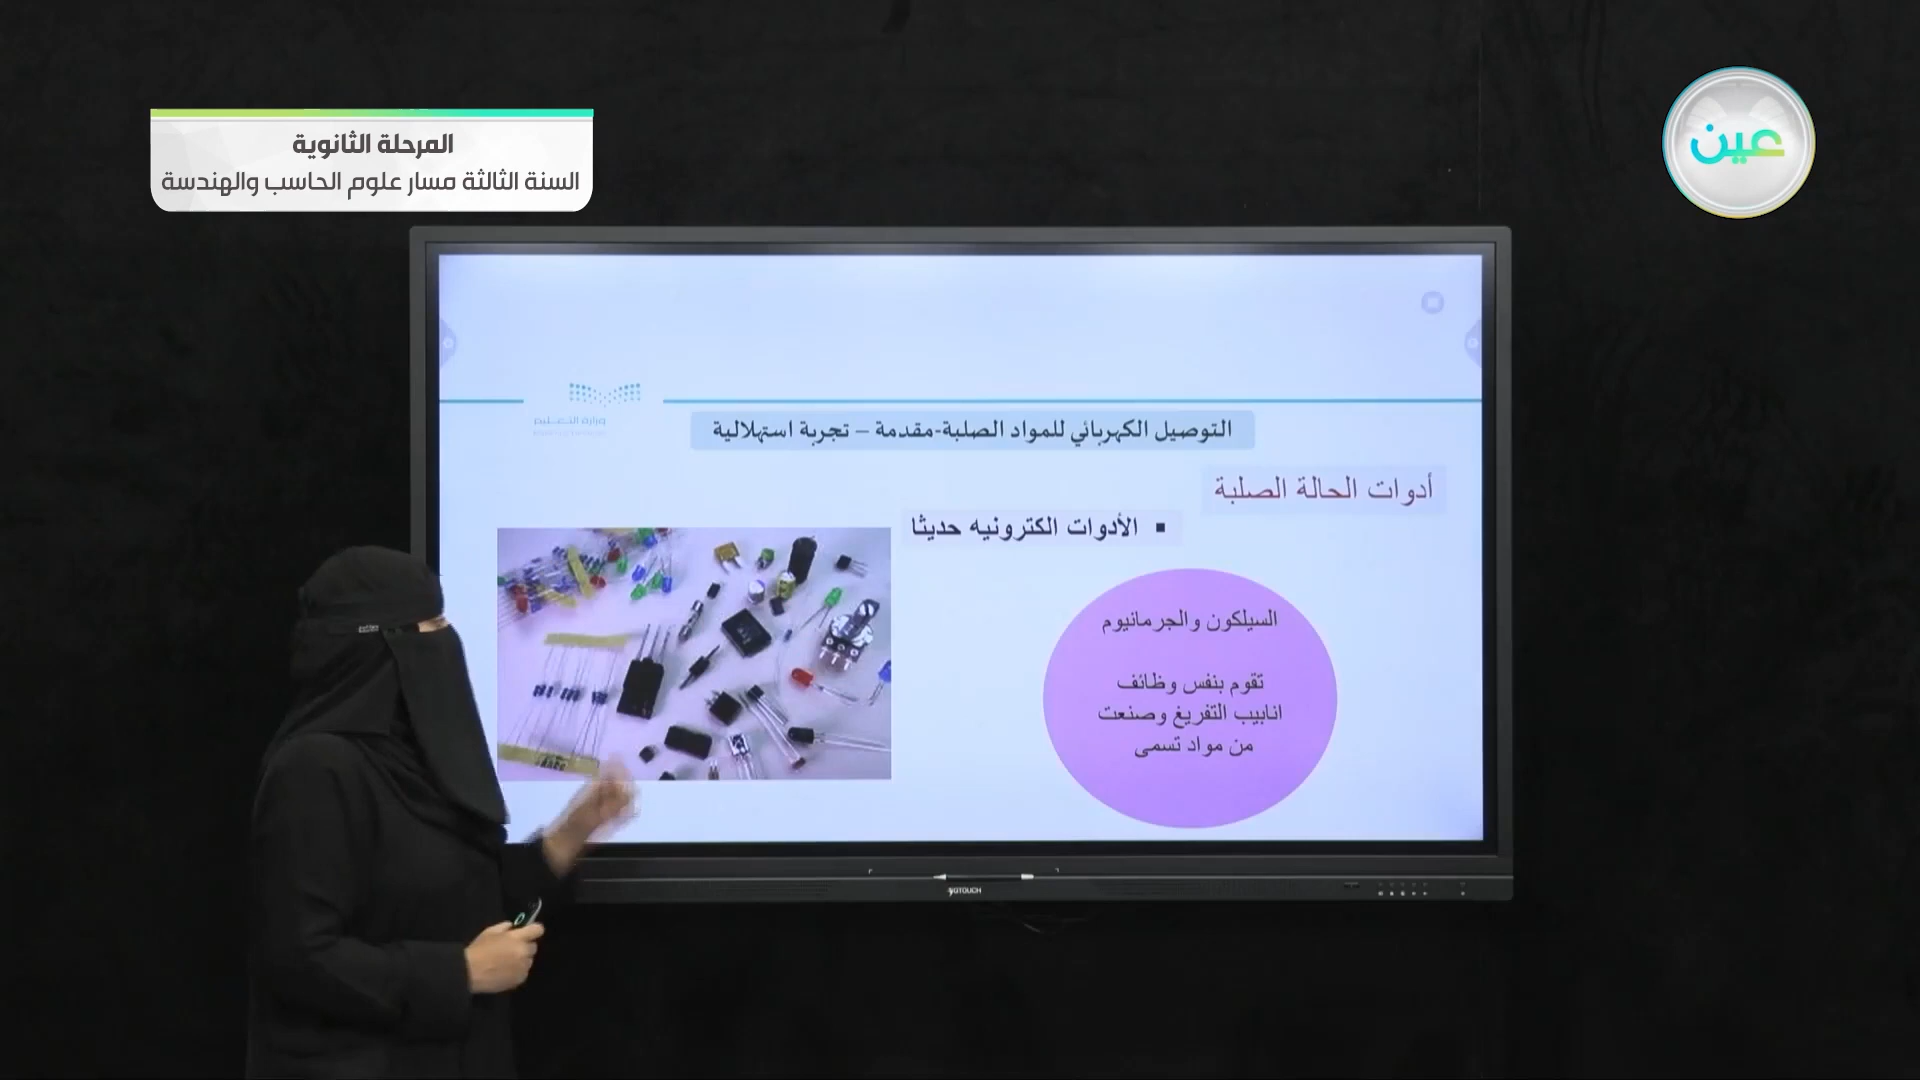 المرحلة الثانوية
السنة الثالثة مسار علوم الحاسب والهندسة
عين
وزارة التعليم
التوصيل الكهربائي للمواد الصلبة-مقدمة – تجربة استهلالية
أدوات الحالة الصلبة
▪ الأدوات الكترونيه حديثا
السيلكون والجرمانيوم
تقوم بنفس وظائف
انابيب التفريغ وصنعت
من مواد تسمى